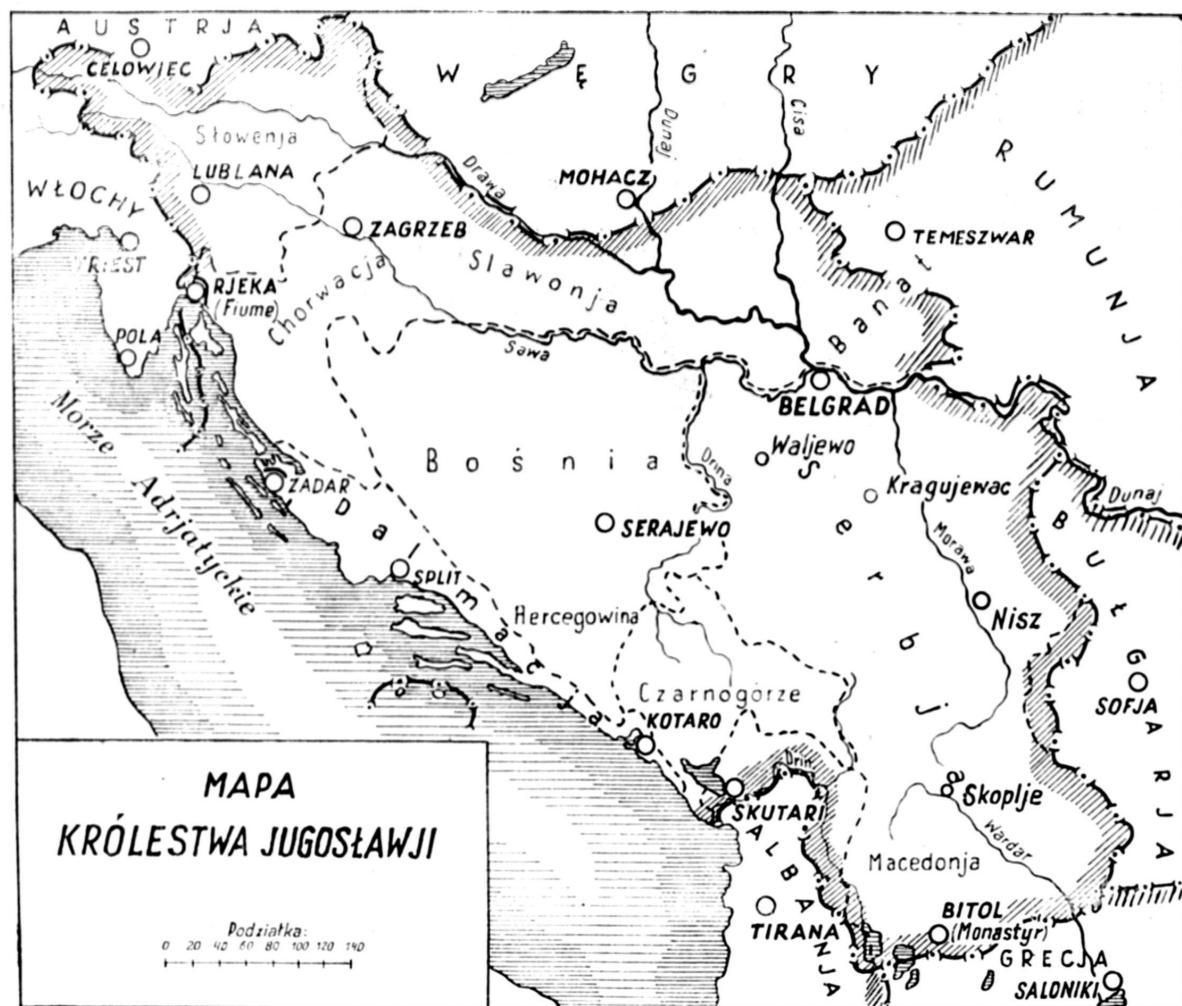 AUSTRJA
CELOWIEC
WĘGRY
Dunaj
Cisa
Słowenja
LUBLANA
Drawa
MOHACZ
RUMUNJA
WŁOCHY
ZAGRZEB
TEMESZWAR
TRIEST
Chorwacja
Slawonja
Banat
RJEKA
(Fiume)
POLA
Sawa
BELGRAD
Morze Adrjatyckie
Bośnia
Drina
Waljewo
Serbja
Kragujewac
Dunaj
ZADAR
Dalmacja
SERAJEWO
Morawa
BUŁGARJA
SPLIT
Hercegowina
Nisz
Czarnogórze
SOFJA
KOTARO
Drin
SKUTARI
Skoplje
Wardar
ALBANJA
Macedonja
TIRANA
BITOL
(Monastyr)
GRECJA
SALONIKI
MAPA
KRÓLESTWA JUGOSŁAWJI
Podziałka:
0 20 40 60 80 100 120 140